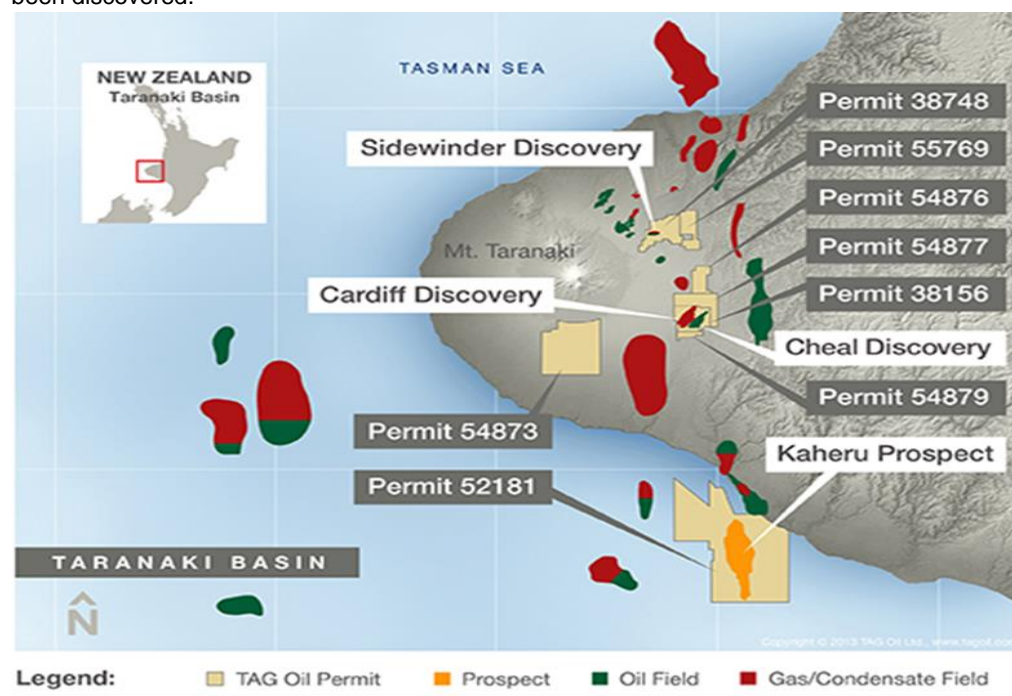 been discovered.
NEW ZEALAND
Taranaki Basin
TASMAN SEA
Permit 38748
Sidewinder Discovery
Permit 55769
Permit 54876
Mt. Taranaki
Permit 54877
Cardiff Discovery
Permit 38156
Cheal Discovery
Permit 54879
Permit 54873
Kaheru Prospect
Permit 52181
TARANAKI BASIN
N
Copyright © 2013 TAG Oil Ltd., www.tagoil.com
Legend:
TAG Oil Permit
Prospect
Oil Field
Gas/Condensate Field